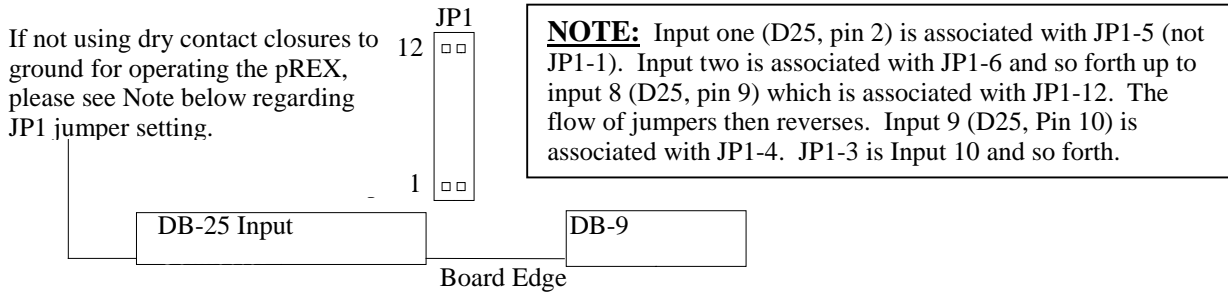 If not using dry contact closures to
ground for operating the pREX,
please see Note below regarding
JP1 jumper setting.
JP1
12
1
NOTE: Input one (D25, pin 2) is associated with JP1-5 (not
JP1-1). Input two is associated with JP1-6 and so forth up to
input 8 (D25, pin 9) which is associated with JP1-12. The
flow of jumpers then reverses. Input 9 (D25, Pin 10) is
associated with JP1-4. JP1-3 is Input 10 and so forth.
DB-25 Input
DB-9
Board Edge